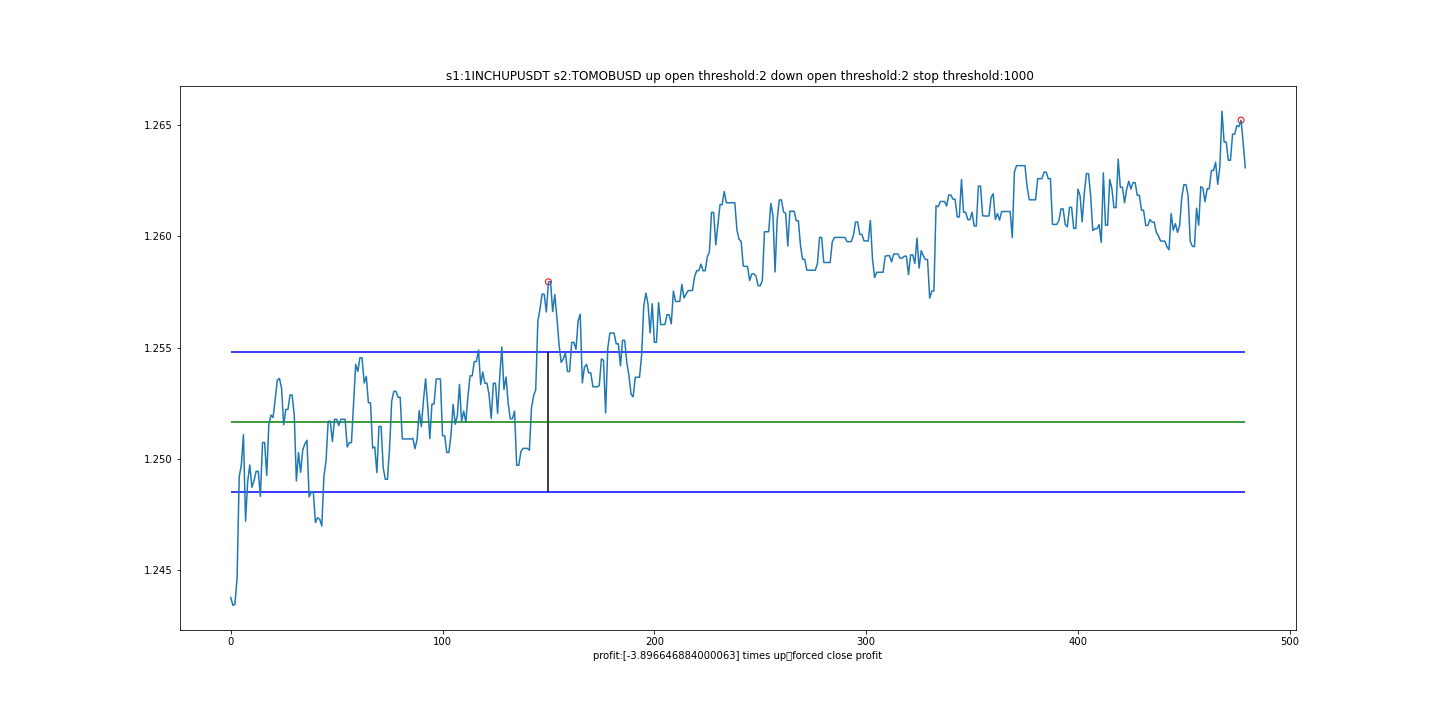 s1:1INCHUPUSDT s2:TOMOBUSD up open threshold:2 down open threshold:2 stop threshold:1000
1.265
1.260
1.255
1.250
1.245
0 100 200 300 400 500
profit:[-3.896646884000063] times up▯forced close profit